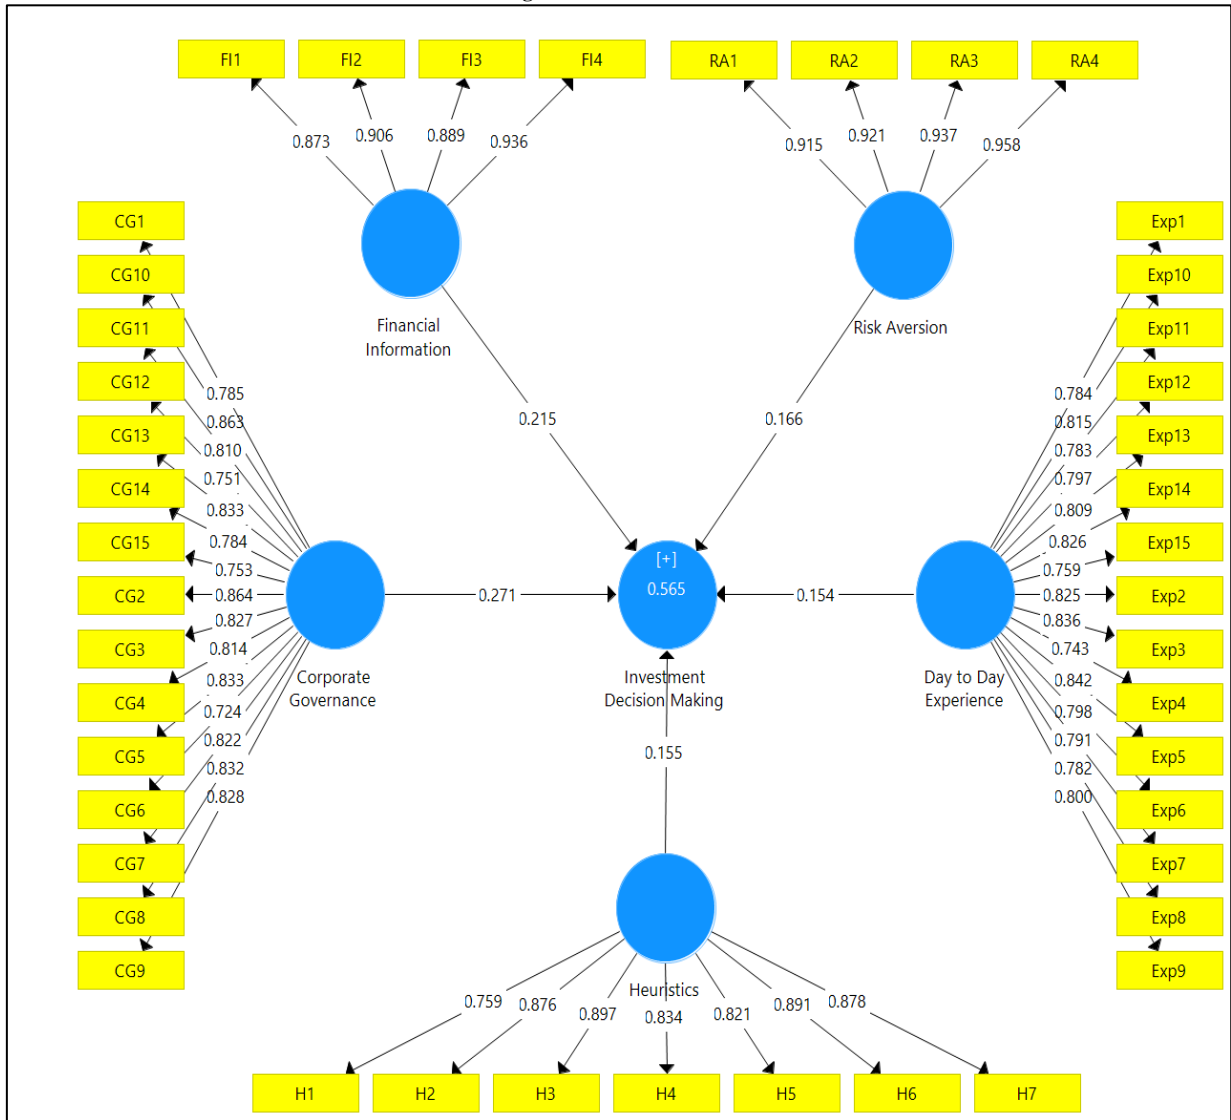 FI1
FI2
FI3
FI4
RA1
RA2
RA3
RA4
0.873
0.906
0.889
0.936
0.915
0.921
0.937
0.958
Financial
Information
Risk Aversion
CG1
CG10
CG11
CG12
CG13
CG14
CG15
CG2
CG3
CG4
CG5
CG6
CG7
CG8
CG9
0.785
0.863
0.810
0.751
0.833
0.784
0.753
0.864
0.827
0.814
0.833
0.724
0.822
0.832
0.828
Corporate
Governance
0.215
0.166
0.271
0.154
0.155
[+]
0.565
Investment
Decision Making
Day to Day
Experience
0.784
0.815
0.783
0.797
0.809
0.826
0.759
0.825
0.836
0.743
0.842
0.798
0.791
0.782
0.800
Exp1
Exp10
Exp11
Exp12
Exp13
Exp14
Exp15
Exp2
Exp3
Exp4
Exp5
Exp6
Exp7
Exp8
Exp9
Heuristics
0.759
0.876
0.897
0.834
0.821
0.891
0.878
H1
H2
H3
H4
H5
H6
H7